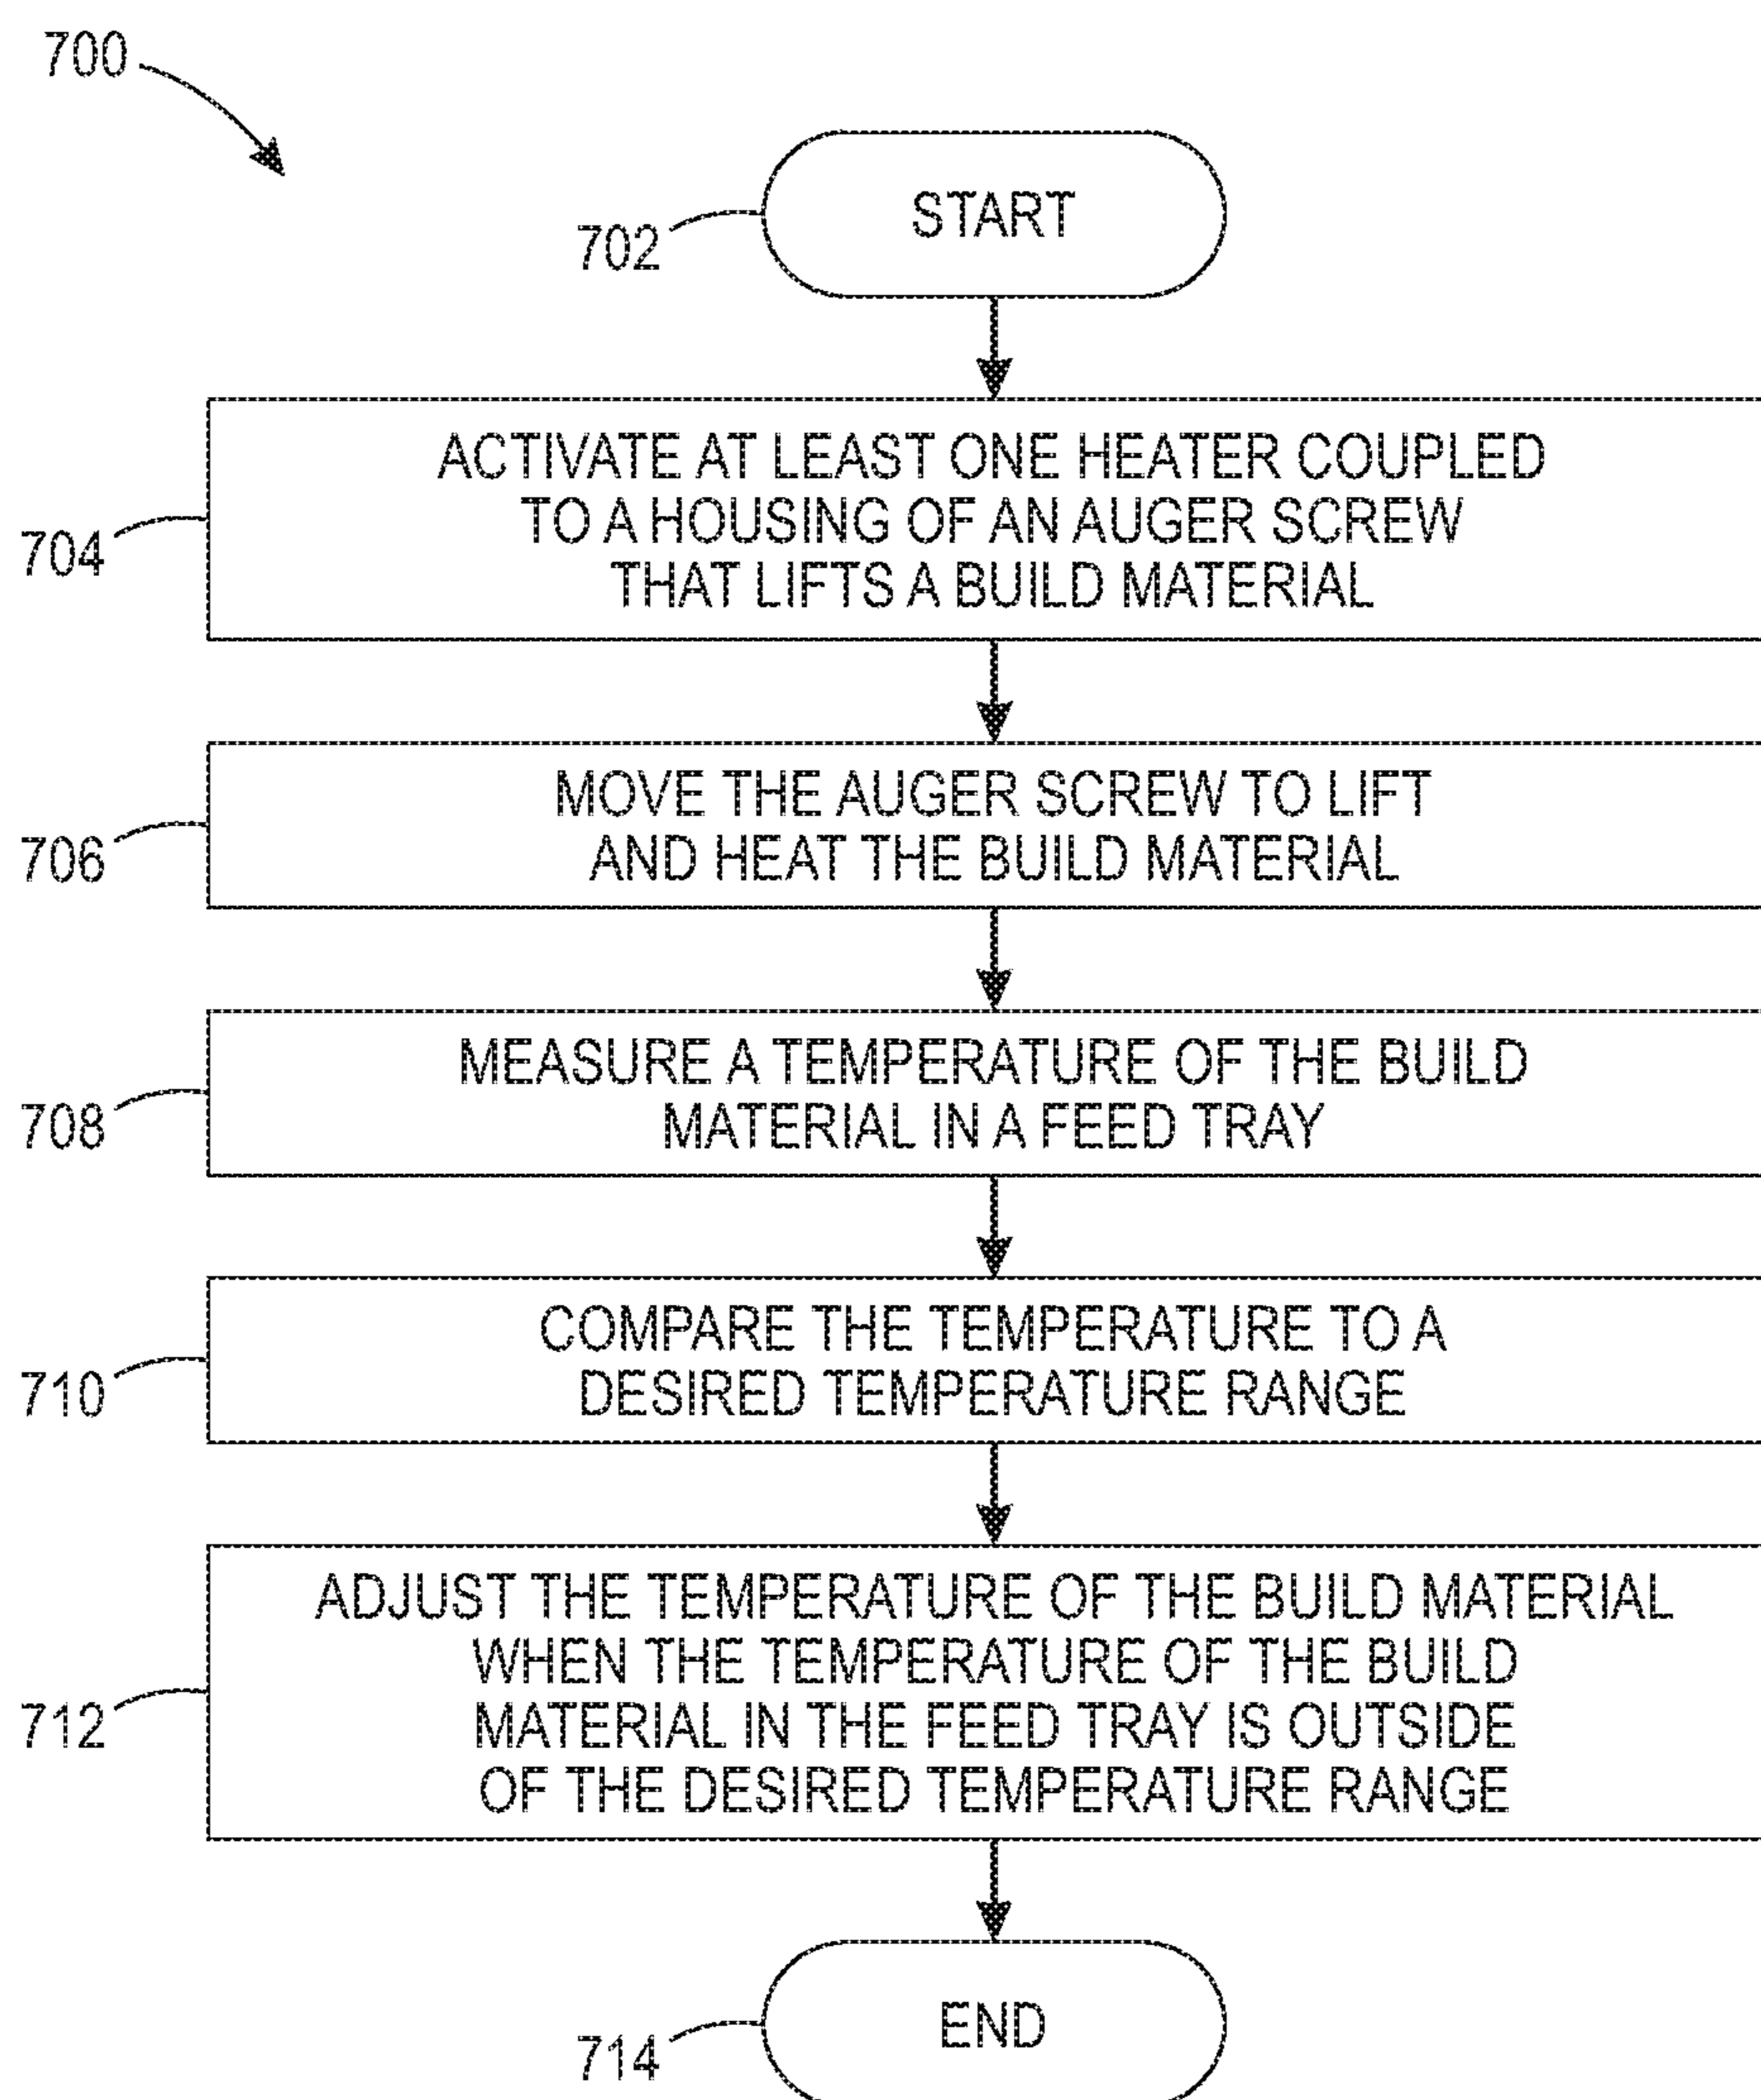 700
START
702
ACTIVATE AT LEAST ONE HEATER COUPLED
TO A HOUSING OF AN AUGER SCREW
THAT LIFTS A BUILD MATERIAL
704
MOVE THE AUGER SCREW TO LIFT
AND HEAT THE BUILD MATERIAL
706
MEASURE A TEMPERATURE OF THE BUILD
MATERIAL IN A FEED TRAY
708
COMPARE THE TEMPERATURE TO A
DESIRED TEMPERATURE RANGE
710
ADJUST THE TEMPERATURE OF THE BUILD MATERIAL
WHEN THE TEMPERATURE OF THE BUILD
MATERIAL IN THE FEED TRAY IS OUTSIDE
OF THE DESIRED TEMPERATURE RANGE
712
END
714